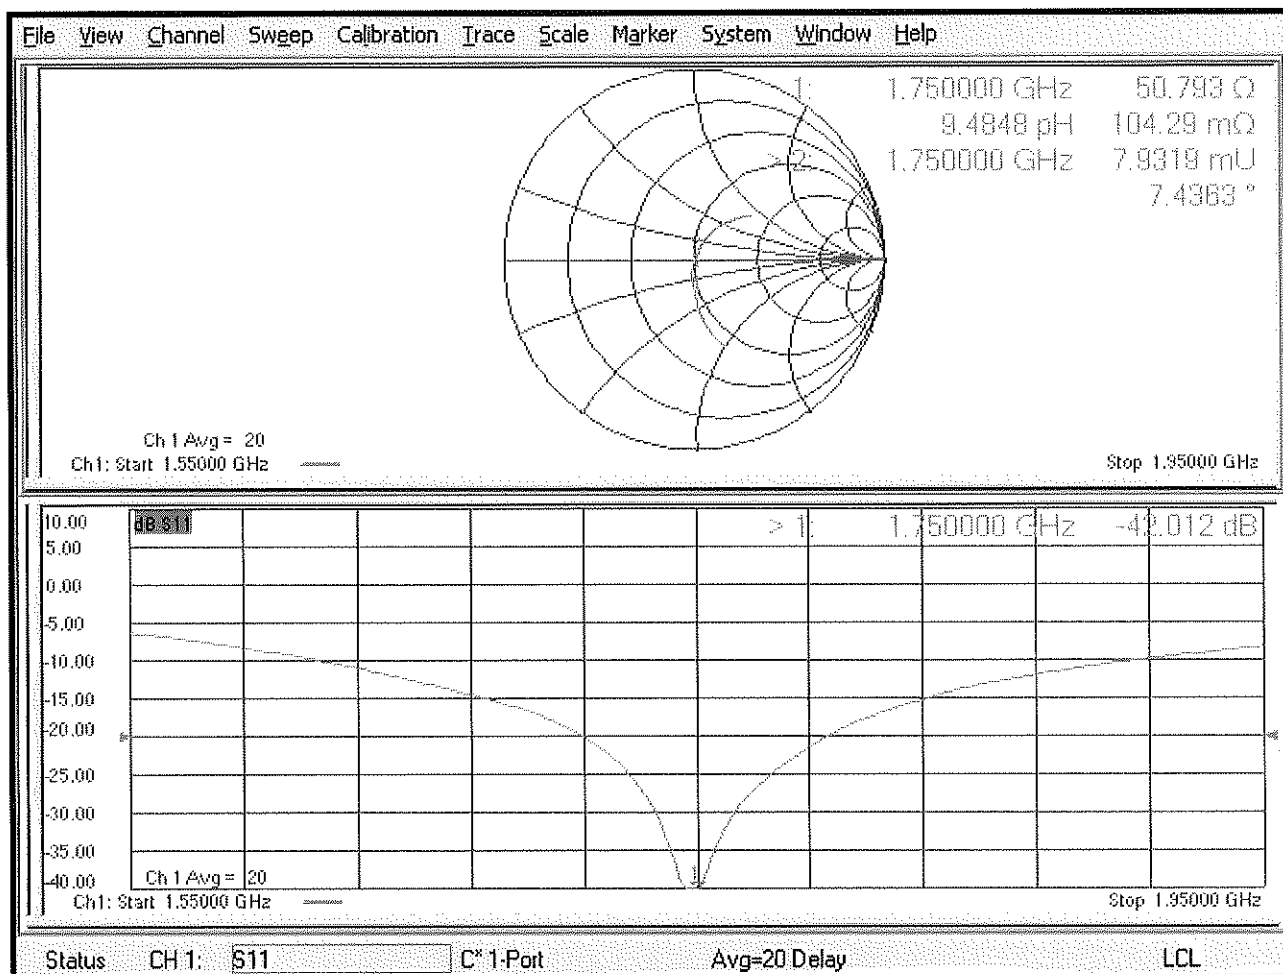 File View Channel Sweep Calibration Trace Scale Marker System Window Help
1: 1.750000 GHz 50.793 Ω
9.4848 pH 104.29 mΩ
> 2: 1.750000 GHz 7.9319 mU
7.4363 °
Ch 1 Avg = 20
Ch1: Start 1.55000 GHz Stop 1.95000 GHz
10.00 dB S11 > 1: 1.750000 GHz -42.012 dB
5.00
0.00
-5.00
-10.00
-15.00
-20.00
-25.00
-30.00
-35.00
-40.00 1
Ch 1 Avg = 20
Ch1: Start 1.55000 GHz Stop 1.95000 GHz
Status CH 1: S11 C* 1-Port Avg=20 Delay LCL